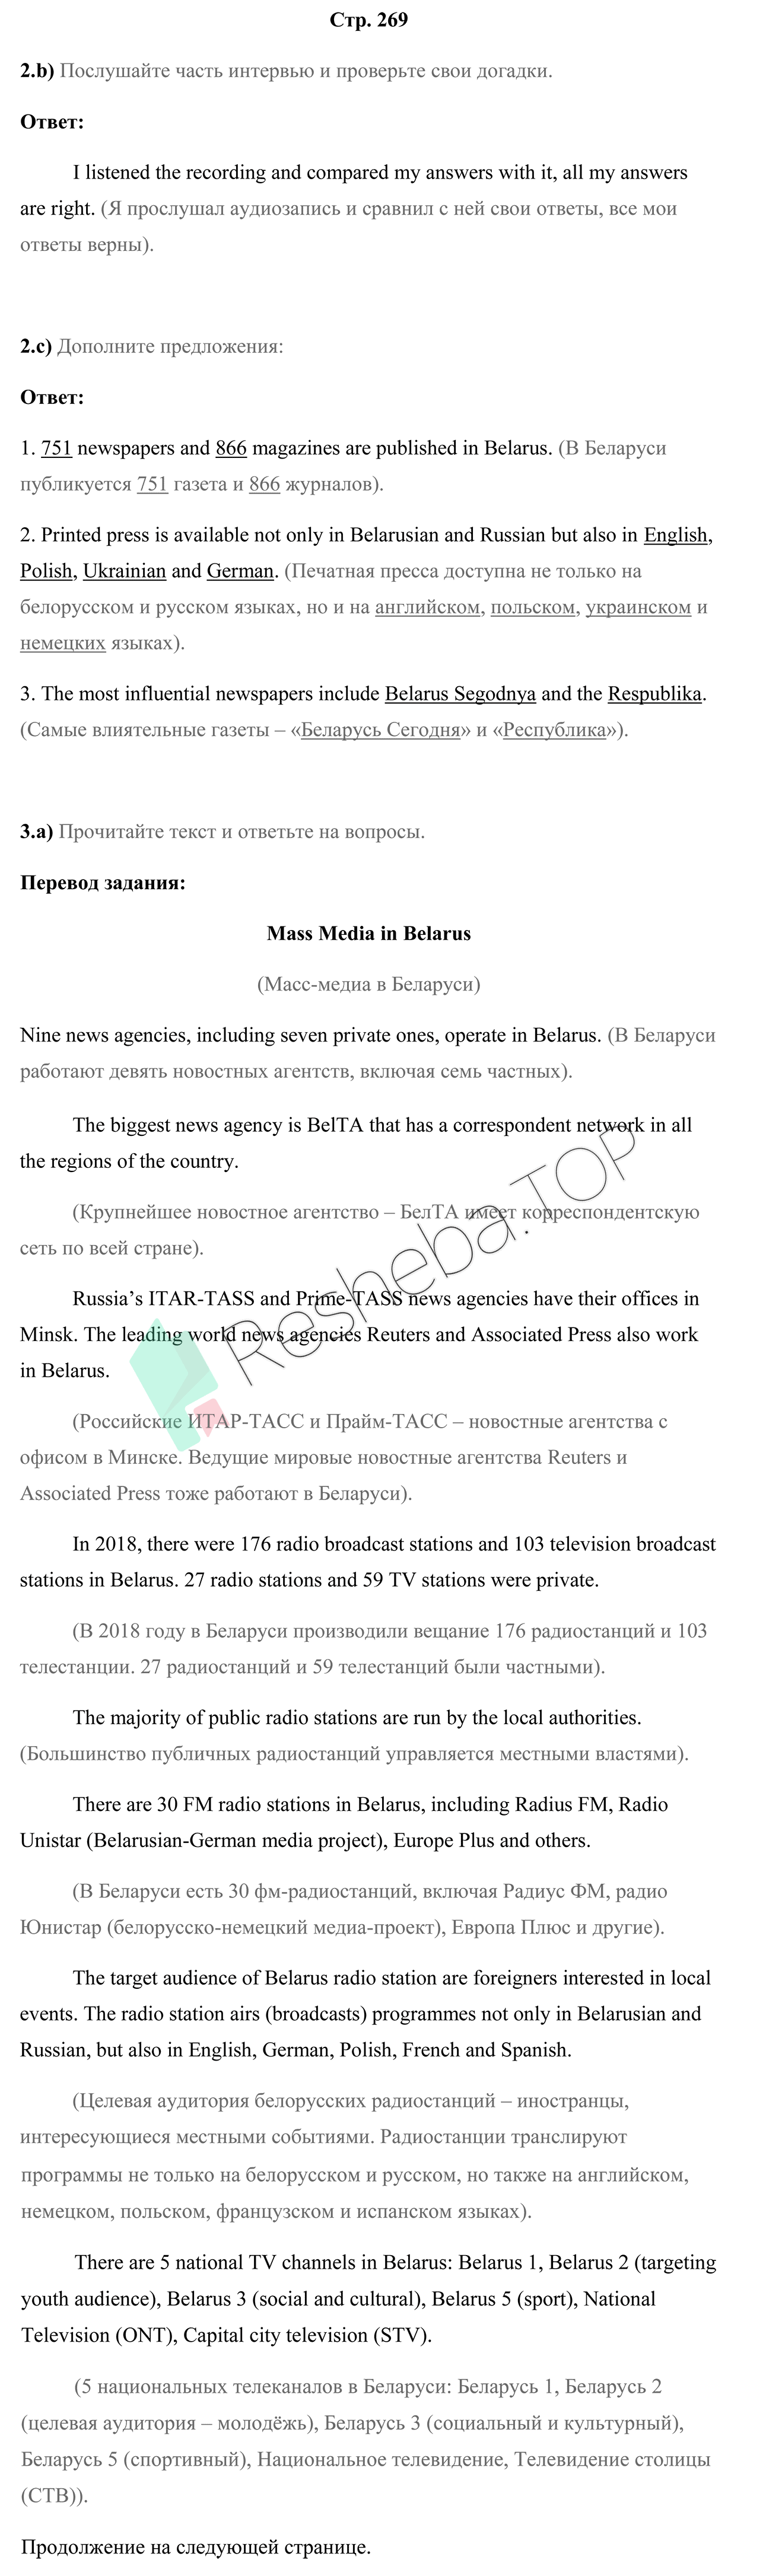 Стр. 269
2.b) Послушайте часть интервью и проверьте свои догадки.
Ответ:
I listened the recording and compared my answers with it, all my answers
are right. (Я прослушал аудиозапись и сравнил с ней свои ответы, все мои
ответы верны).
2.c) Дополните предложения:
Ответ:
1. 751 newspapers and 866 magazines are published in Belarus. (В Беларуси
публикуется 751 газета и 866 журналов).
2. Printed press is available not only in Belarusian and Russian but also in English,
Polish, Ukrainian and German. (Печатная пресса доступна не только на
белорусском и русском языках, но и на английском, польском, украинском и
немецких языках).
3. The most influential newspapers include Belarus Segodnya and the Respublika.
(Самые влиятельные газеты – «Беларусь Сегодня» и «Республика»).
3.a) Прочитайте текст и ответьте на вопросы.
Перевод задания:
Mass Media in Belarus
(Масс-медиа в Беларуси)
Nine news agencies, including seven private ones, operate in Belarus. (В Беларуси
работают девять новостных агентств, включая семь частных).
The biggest news agency is BelTA that has a correspondent network in all
the regions of the country.
(Крупнейшее новостное агентство – БелТА имеет корреспондентскую
сеть по всей стране).
Russia’s ITAR-TASS and Prime-TASS news agencies have their offices in
Minsk. The leading world news agencies Reuters and Associated Press also work
in Belarus.
(Российские ИТАР-ТАСС и Прайм-ТАСС – новостные агентства с
офисом в Минске. Ведущие мировые новостные агентства Reuters и
Associated Press тоже работают в Беларуси).
In 2018, there were 176 radio broadcast stations and 103 television broadcast
stations in Belarus. 27 radio stations and 59 TV stations were private.
(В 2018 году в Беларуси производили вещание 176 радиостанций и 103
телестанции. 27 радиостанций и 59 телестанций были частными).
The majority of public radio stations are run by the local authorities.
(Большинство публичных радиостанций управляется местными властями).
There are 30 FM radio stations in Belarus, including Radius FM, Radio
Unistar (Belarusian-German media project), Europe Plus and others.
(В Беларуси есть 30 фм-радиостанций, включая Радиус ФМ, радио
Юнистар (белорусско-немецкий медиа-проект), Европа Плюс и другие).
The target audience of Belarus radio station are foreigners interested in local
events. The radio station airs (broadcasts) programmes not only in Belarusian and
Russian, but also in English, German, Polish, French and Spanish.
(Целевая аудитория белорусских радиостанций – иностранцы,
интересующиеся местными событиями. Радиостанции транслируют
программы не только на белорусском и русском, но также на английском,
немецком, польском, французском и испанском языках).
There are 5 national TV channels in Belarus: Belarus 1, Belarus 2 (targeting
youth audience), Belarus 3 (social and cultural), Belarus 5 (sport), National
Television (ONT), Capital city television (STV).
(5 национальных телеканалов в Беларуси: Беларусь 1, Беларусь 2
(целевая аудитория – молодёжь), Беларусь 3 (социальный и культурный),
Беларусь 5 (спортивный), Национальное телевидение, Телевидение столицы
(СТВ)).
Продолжение на следующей странице.
Resheba.TOP